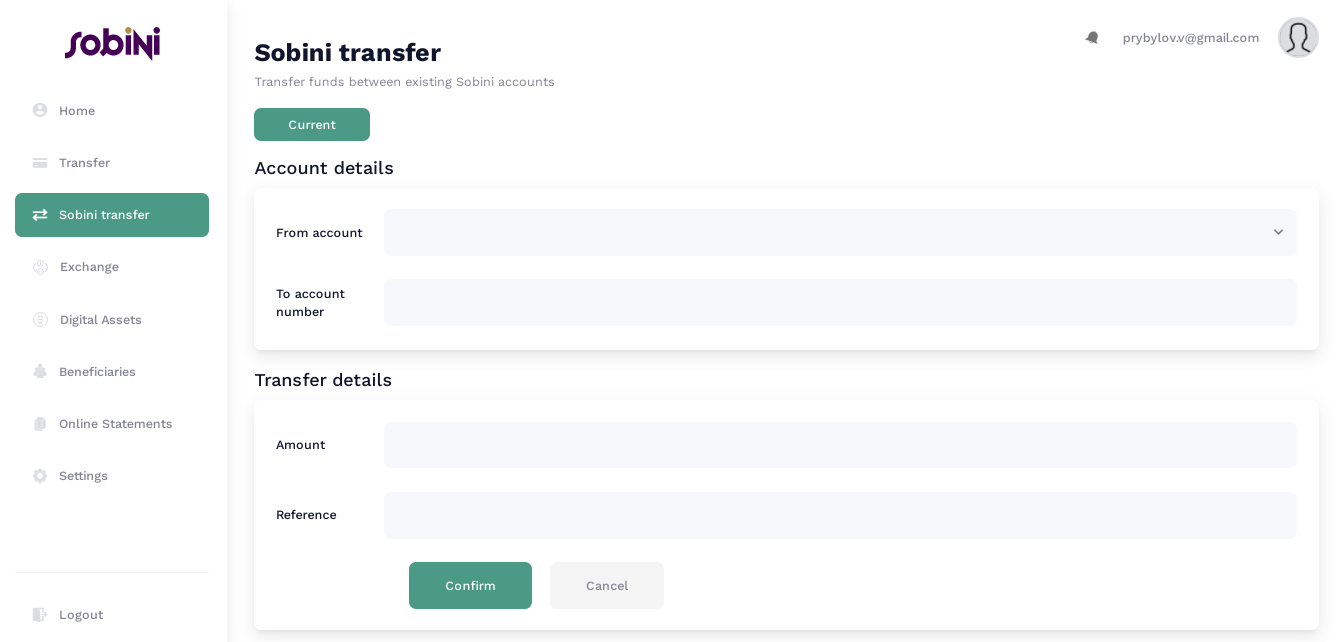 sobini
Home
Transfer
Sobini transfer
Exchange
Digital Assets
Beneficiaries
Online Statements
Settings
Logout
prybylov.v@gmail.com
Sobini transfer
Transfer funds between existing Sobini accounts
Current
Account details
From account
To account
number
Transfer details
Amount
Reference
Confirm
Cancel